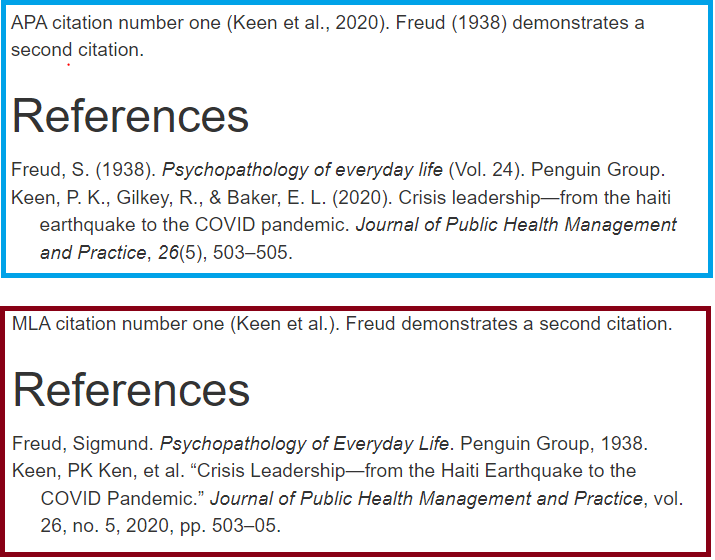 APA citation number one (Keen et al., 2020). Freud (1938) demonstrates a
second citation.
References
Freud, S. (1938). Psychopathology of everyday life (Vol. 24). Penguin Group.
Keen, P. K., Gilkey, R., & Baker, E. L. (2020). Crisis leadership—from the haiti
earthquake to the COVID pandemic. Journal of Public Health Management
and Practice, 26(5), 503–505.
MLA citation number one (Keen et al.). Freud demonstrates a second citation.
References
Freud, Sigmund. Psychopathology of Everyday Life. Penguin Group, 1938.
Keen, PK Ken, et al. “Crisis Leadership—from the Haiti Earthquake to the
COVID Pandemic.” Journal of Public Health Management and Practice, vol.
26, no. 5, 2020, pp. 503–05.